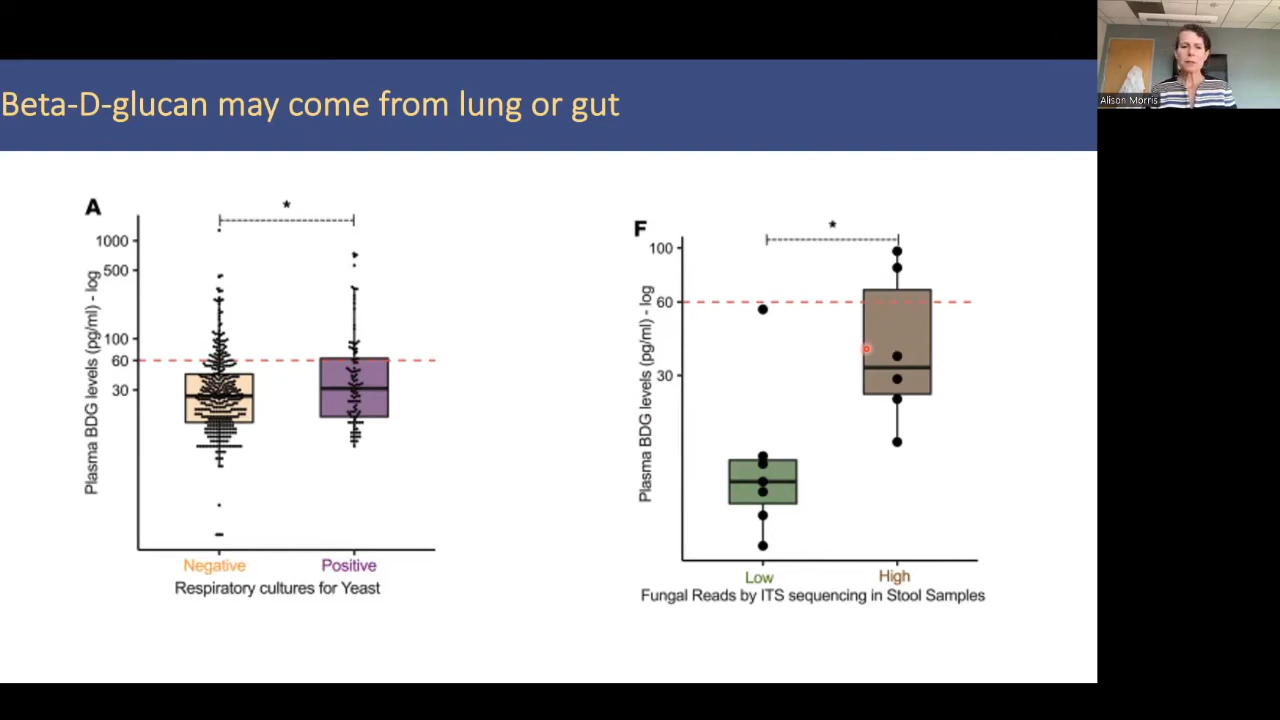 Beta-D-glucan may come from lung or gut
Alison Morris
A
*
1000
500
100
60
30
Plasma BDG levels (pg/ml) - log
Negative
Positive
Respiratory cultures for Yeast
F
*
100
60
30
Plasma BDG levels (pg/ml) - log
Low
High
Fungal Reads by ITS sequencing in Stool Samples